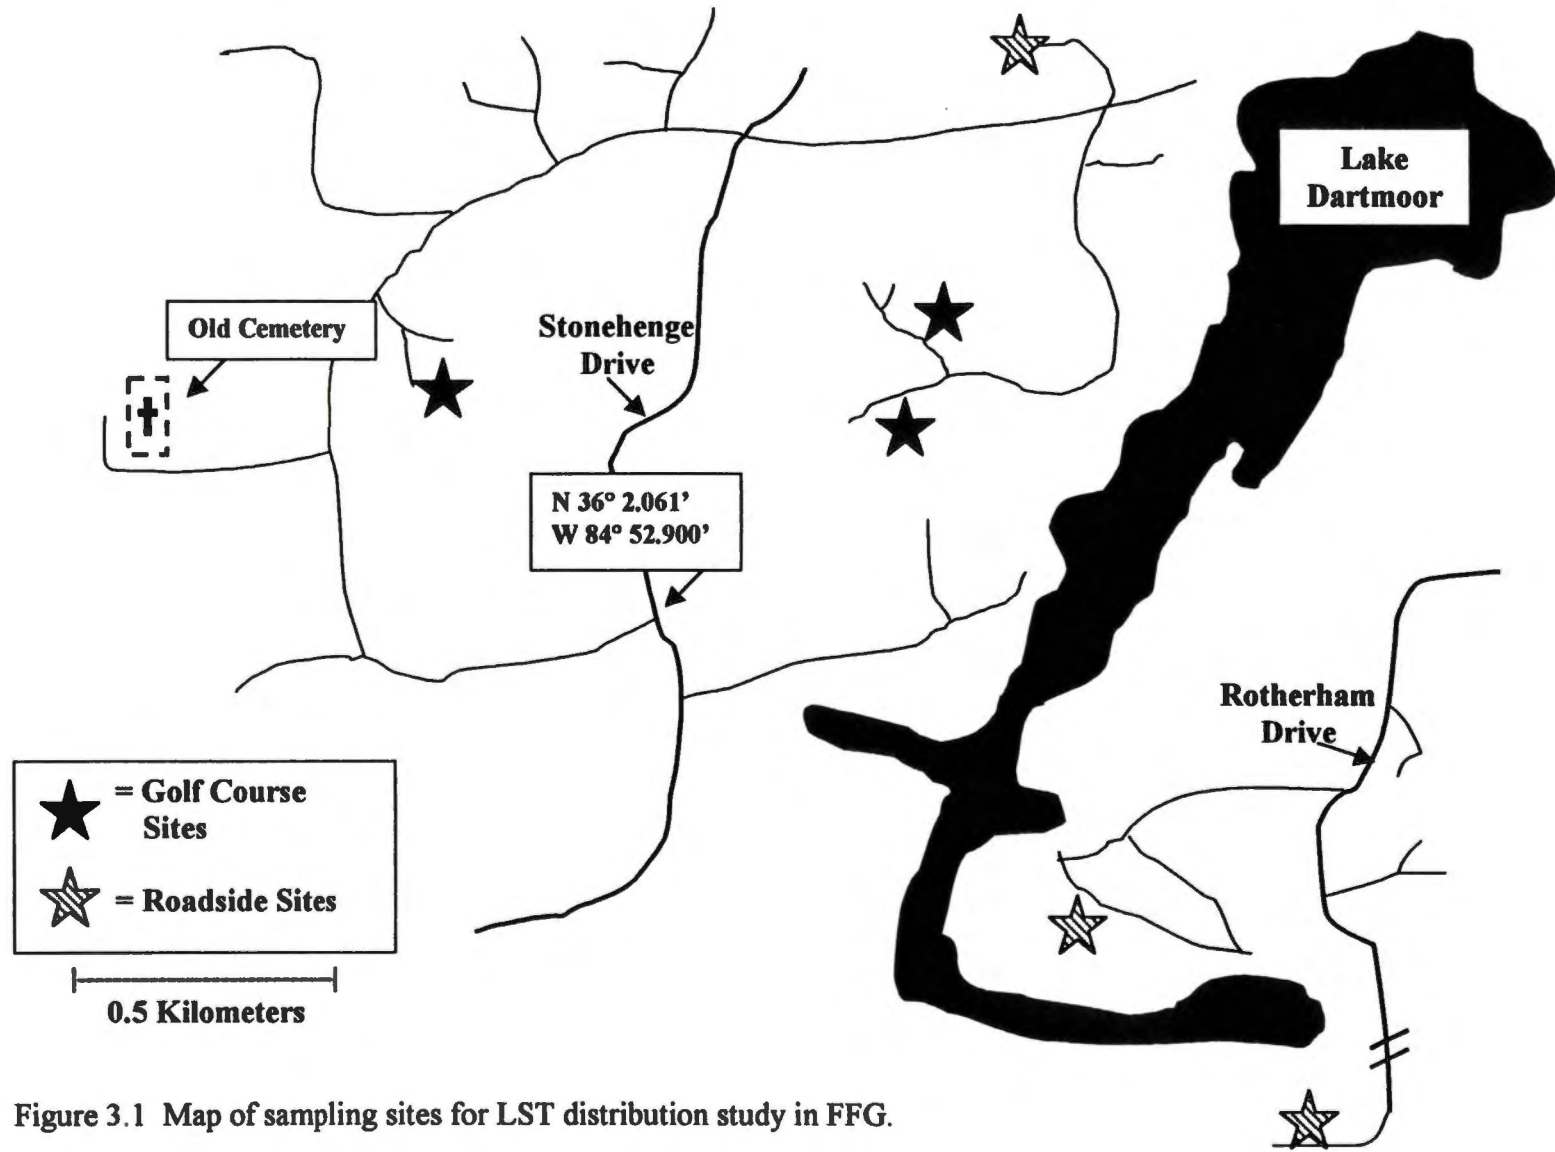 Lake
Dartmoor
Old Cemetery
Stonehenge
Drive
N 36° 2.061’
W 84° 52.900’
Rotherham
Drive
= Golf Course
Sites
= Roadside Sites
0.5 Kilometers
Figure 3.1 Map of sampling sites for LST distribution study in FFG.